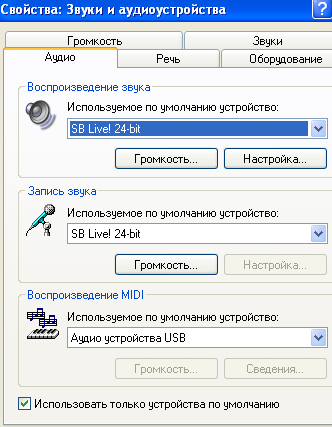 Свойства: Звуки и аудиоустройства
?
Громкость Звуки
Аудио Речь Оборудование
Воспроизведение звука
Используемое по умолчанию устройство:
SB Live! 24-bit
Громкость... Настройка...
Запись звука
Используемое по умолчанию устройство:
SB Live! 24-bit
Громкость... Настройка...
Воспроизведение MIDI
Используемое по умолчанию устройство:
Аудио устройства USB
Громкость... Сведения...
Использовать только устройства по умолчанию